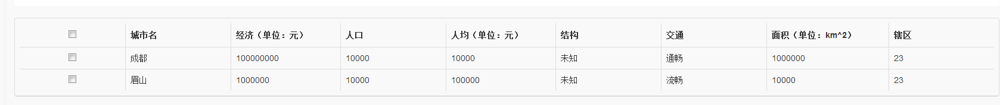 城市名 经济（单位：元） 人口 人均（单位：元） 结构 交通 面积（单位：km^2） 辖区
成都 100000000 10000 10000 未知 通畅 1000000 23
眉山 1000000 10000 100000 未知 流畅 10000 23